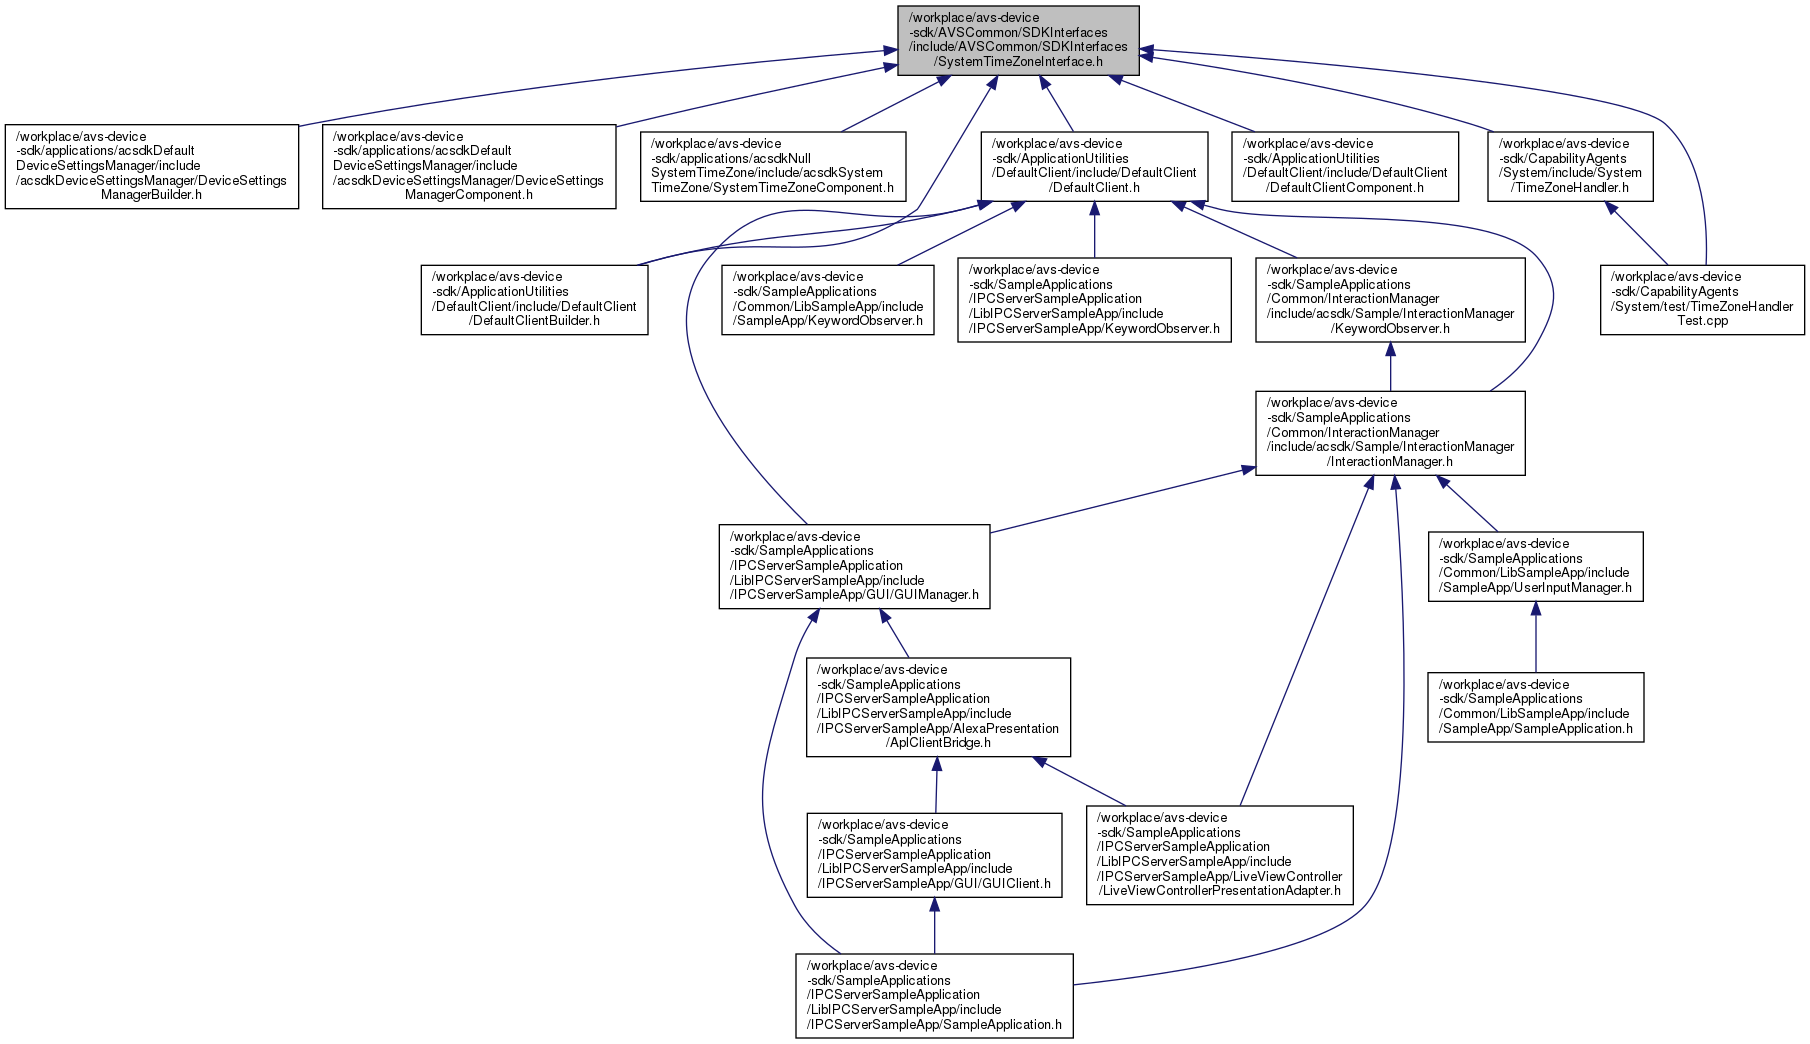 /workplace/avs-device
-sdk/AVSCommon/SDKInterfaces
/include/AVSCommon/SDKInterfaces
/SystemTimeZoneInterface.h
/workplace/avs-device
-sdk/applications/acsdkDefault
DeviceSettingsManager/include
/acsdkDeviceSettingsManager/DeviceSettings
ManagerBuilder.h
/workplace/avs-device
-sdk/applications/acsdkDefault
DeviceSettingsManager/include
/acsdkDeviceSettingsManager/DeviceSettings
ManagerComponent.h
/workplace/avs-device
-sdk/applications/acsdkNull
SystemTimeZone/include/acsdkSystem
TimeZone/SystemTimeZoneComponent.h
/workplace/avs-device
-sdk/ApplicationUtilities
/DefaultClient/include/DefaultClient
/DefaultClient.h
/workplace/avs-device
-sdk/ApplicationUtilities
/DefaultClient/include/DefaultClient
/DefaultClientComponent.h
/workplace/avs-device
-sdk/CapabilityAgents
/System/include/System
/TimeZoneHandler.h
/workplace/avs-device
-sdk/ApplicationUtilities
/DefaultClient/include/DefaultClient
/DefaultClientBuilder.h
/workplace/avs-device
-sdk/SampleApplications
/Common/LibSampleApp/include
/SampleApp/KeywordObserver.h
/workplace/avs-device
-sdk/SampleApplications
/IPCServerSampleApplication
/LibIPCServerSampleApp/include
/IPCServerSampleApp/KeywordObserver.h
/workplace/avs-device
-sdk/SampleApplications
/Common/InteractionManager
/include/acsdk/Sample/InteractionManager
/KeywordObserver.h
/workplace/avs-device
-sdk/CapabilityAgents
/System/test/TimeZoneHandler
Test.cpp
/workplace/avs-device
-sdk/SampleApplications
/Common/InteractionManager
/include/acsdk/Sample/InteractionManager
/InteractionManager.h
/workplace/avs-device
-sdk/SampleApplications
/IPCServerSampleApplication
/LibIPCServerSampleApp/include
/IPCServerSampleApp/GUI/GUIManager.h
/workplace/avs-device
-sdk/SampleApplications
/Common/LibSampleApp/include
/SampleApp/UserInputManager.h
/workplace/avs-device
-sdk/SampleApplications
/IPCServerSampleApplication
/LibIPCServerSampleApp/include
/IPCServerSampleApp/AlexaPresentation
/AplClientBridge.h
/workplace/avs-device
-sdk/SampleApplications
/Common/LibSampleApp/include
/SampleApp/SampleApplication.h
/workplace/avs-device
-sdk/SampleApplications
/IPCServerSampleApplication
/LibIPCServerSampleApp/include
/IPCServerSampleApp/GUI/GUIClient.h
/workplace/avs-device
-sdk/SampleApplications
/IPCServerSampleApplication
/LibIPCServerSampleApp/include
/IPCServerSampleApp/LiveViewController
/LiveViewControllerPresentationAdapter.h
/workplace/avs-device
-sdk/SampleApplications
/IPCServerSampleApplication
/LibIPCServerSampleApp/include
/IPCServerSampleApp/SampleApplication.h